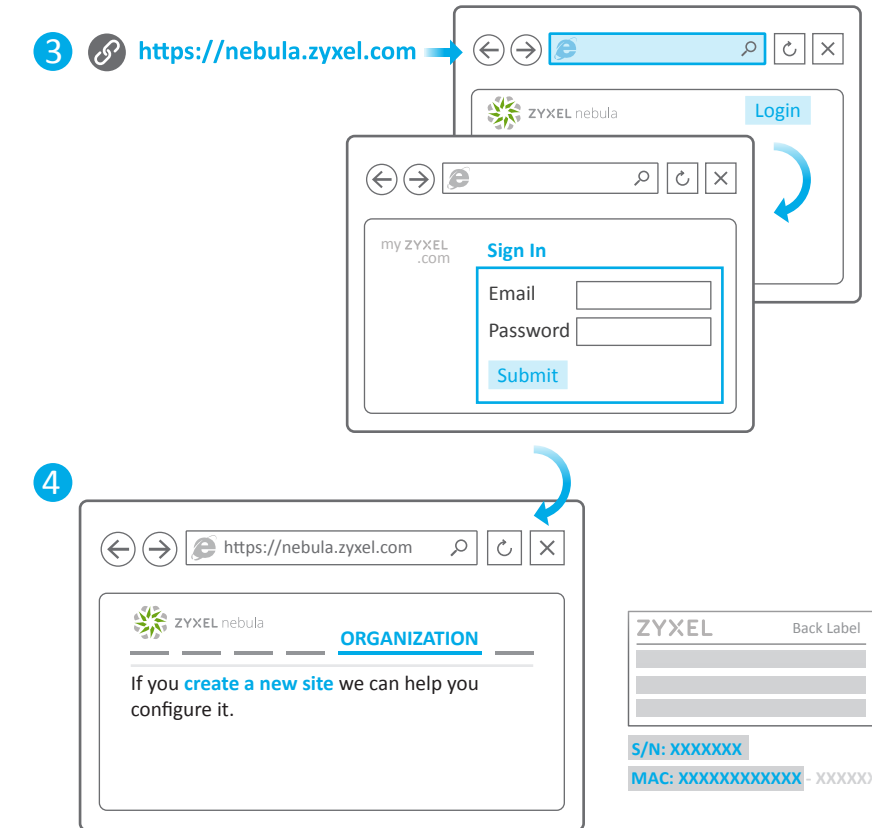 3 https://nebula.zyxel.com
ZYXEL nebula
Login
my ZYXEL
.com
Sign In
Email
Password
Submit
4
https://nebula.zyxel.com
ZYXEL nebula
ORGANIZATION
If you create a new site we can help you
configure it.
ZYXEL Back Label
S/N: XXXXXXX
MAC: XXXXXXXXXXXX - XXXXXX